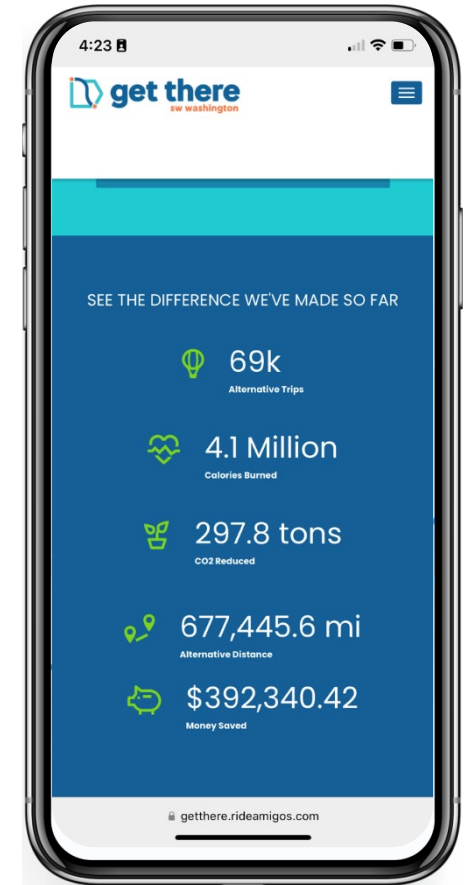 4:23
get there
sw washington
SEE THE DIFFERENCE WE'VE MADE SO FAR
69k
Alternative Trips
4.1 Million
Calories Burned
297.8 tons
CO2 Reduced
677,445.6 mi
Alternative Distance
$392,340.42
Money Saved
getthere.rideamigos.com